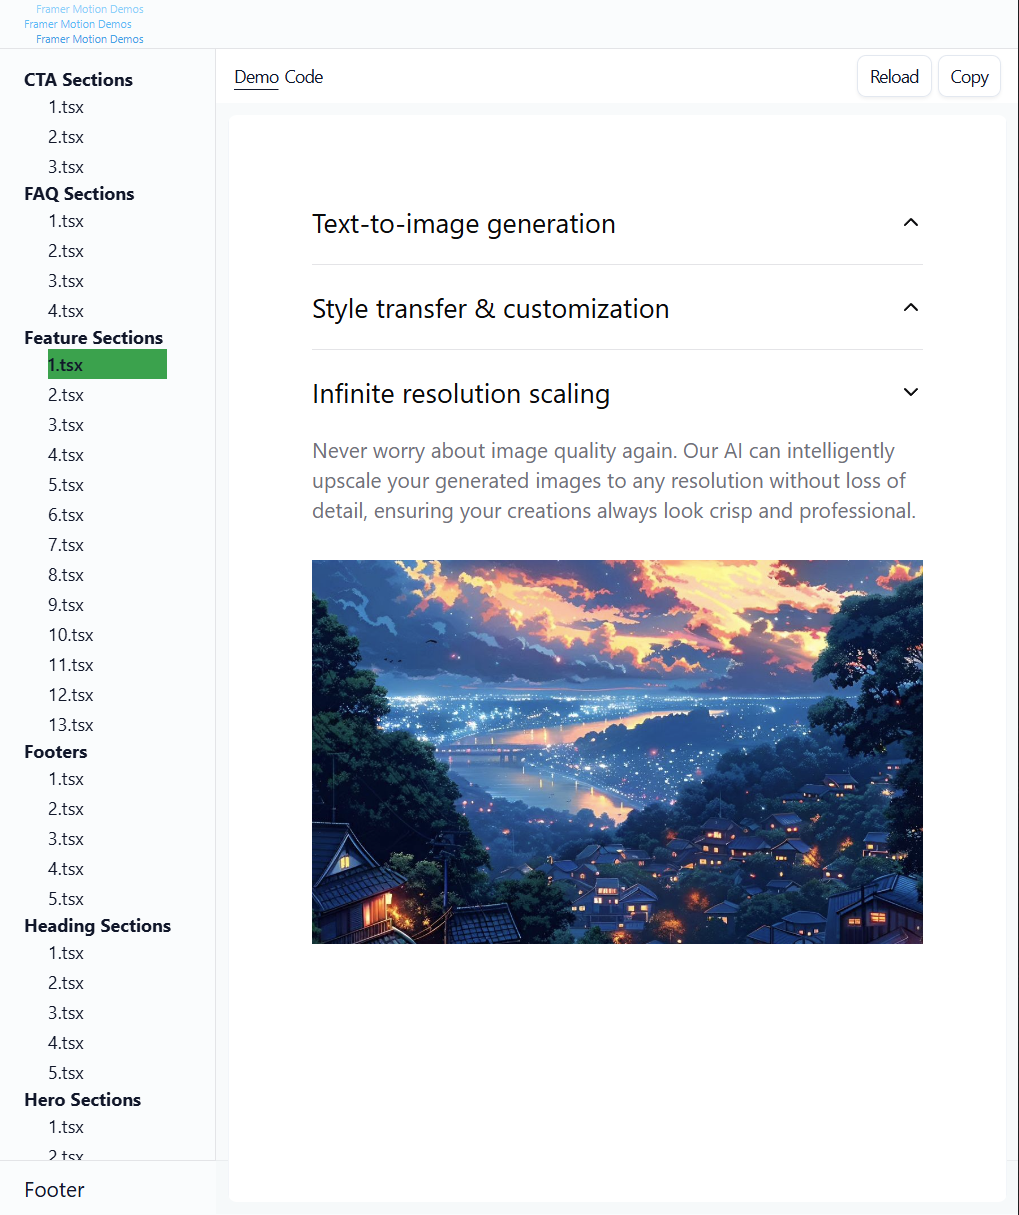 Framer Motion Demos
Framer Motion Demos
Framer Motion Demos
CTA Sections
1.tsx
2.tsx
3.tsx
FAQ Sections
1.tsx
2.tsx
3.tsx
4.tsx
Feature Sections
1.tsx
2.tsx
3.tsx
4.tsx
5.tsx
6.tsx
7.tsx
8.tsx
9.tsx
10.tsx
11.tsx
12.tsx
13.tsx
Footers
1.tsx
2.tsx
3.tsx
4.tsx
5.tsx
Heading Sections
1.tsx
2.tsx
3.tsx
4.tsx
5.tsx
Hero Sections
1.tsx
2.tsx
Footer
Demo Code
Reload Copy
Text-to-image generation
Style transfer & customization
Infinite resolution scaling
Never worry about image quality again. Our AI can intelligently
upscale your generated images to any resolution without loss of
detail, ensuring your creations always look crisp and professional.